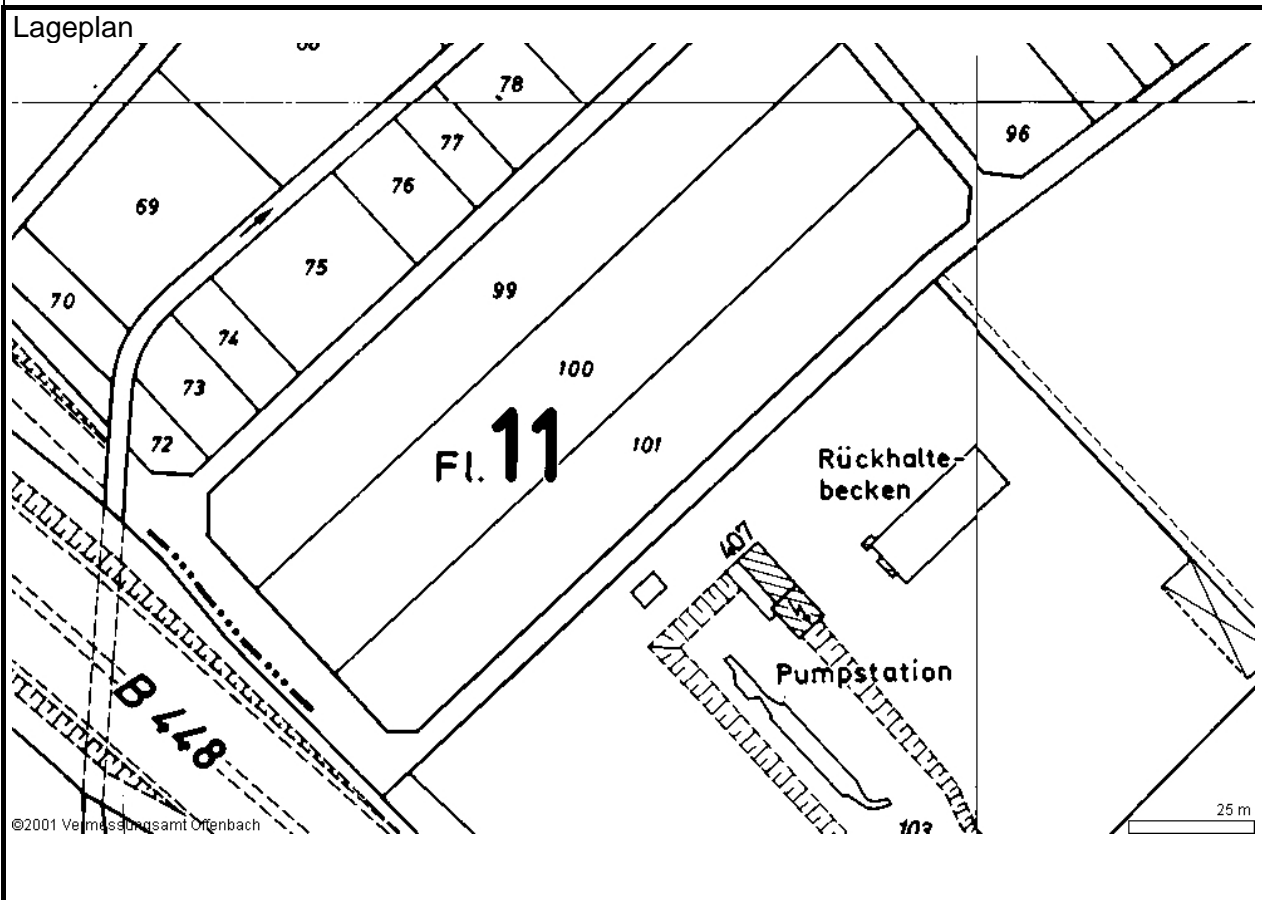 Lageplan
78
77
96
76
69
75
99
70
74
100
73
72
101
Fl. 11
Rückhalte-
becken
407
Pumpstation
B 448
25 m
©2001 Vermessungsamt Offenbach
103